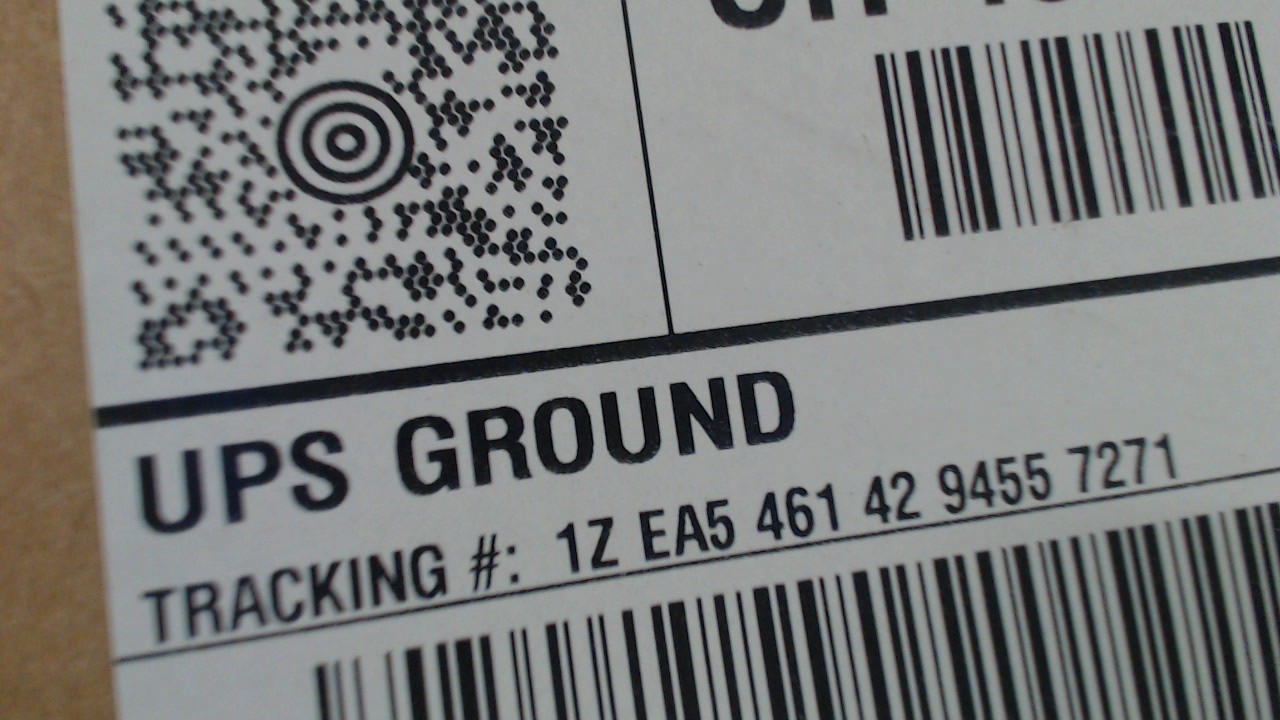 UPS GROUND
TRACKING #: 1Z EA5 461 42 9455 7271